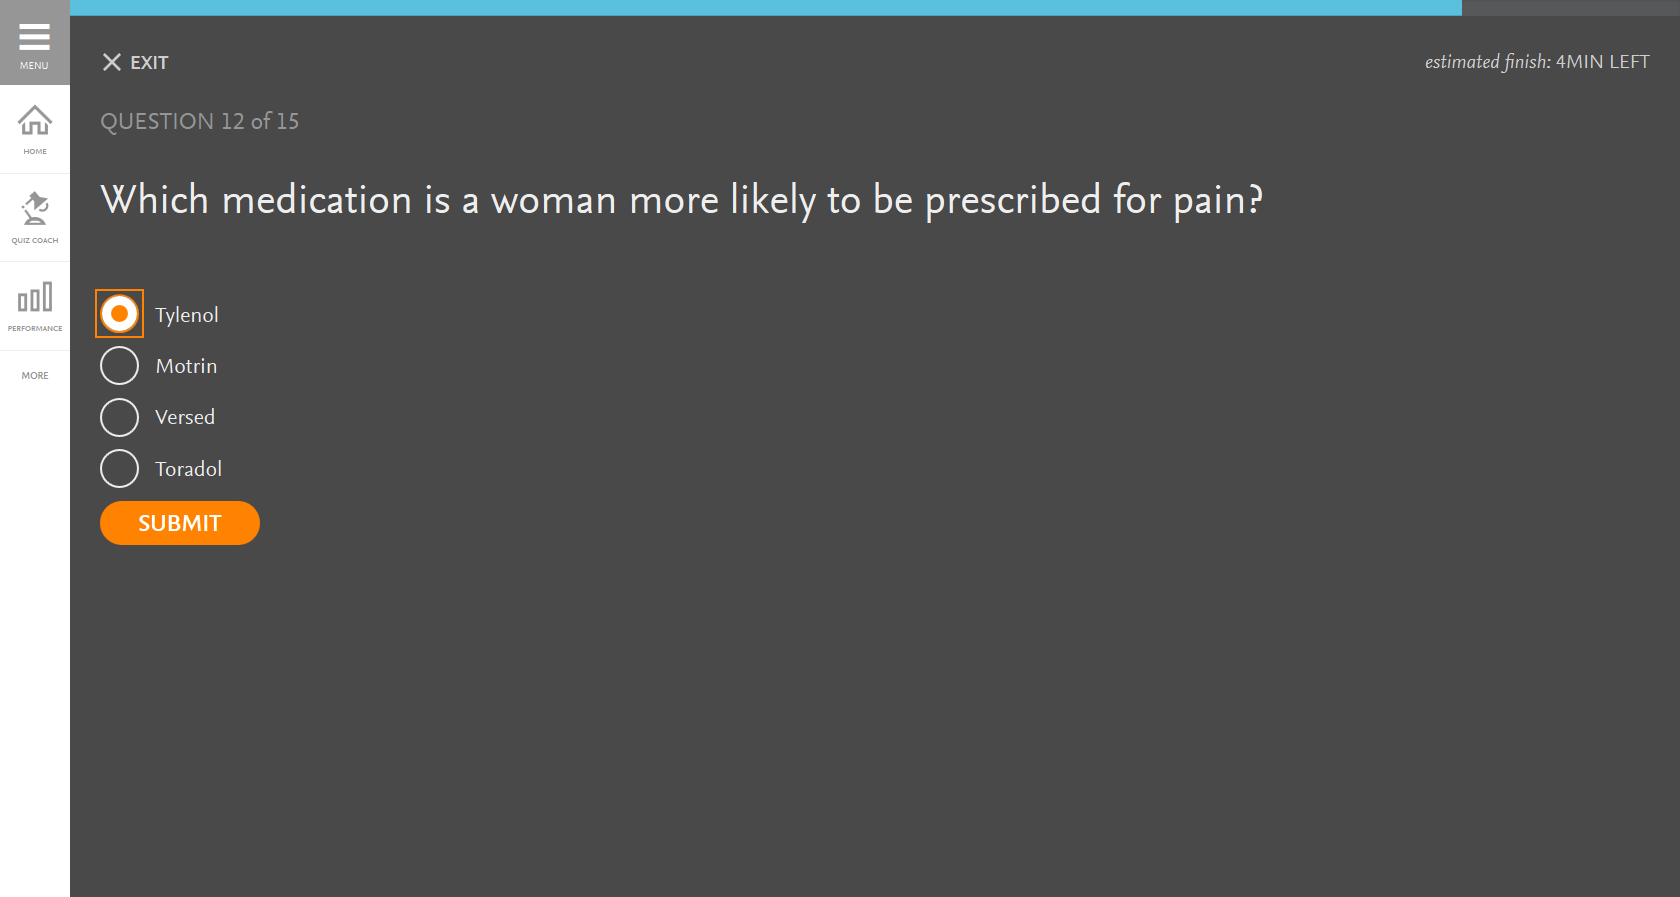 MENU
HOME
QUIZ COACH
PERFORMANCE
MORE
EXIT
estimated finish: 4MIN LEFT
QUESTION 12 of 15
Which medication is a woman more likely to be prescribed for pain?
Tylenol
Motrin
Versed
Toradol
SUBMIT